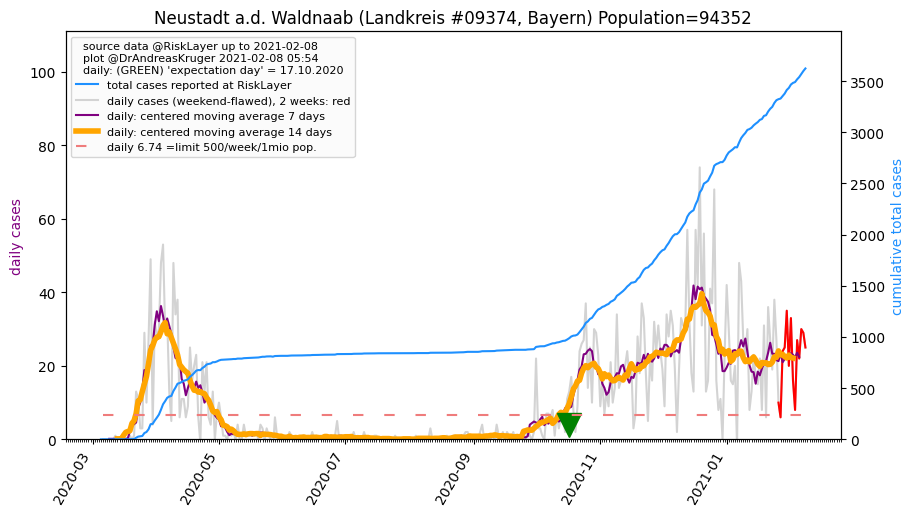 Neustadt a.d. Waldnaab (Landkreis #09374, Bayern) Population=94352
source data @RiskLayer up to 2021-02-08
plot @DrAndreasKruger 2021-02-08 05:54
daily: (GREEN) 'expectation day' = 17.10.2020
total cases reported at RiskLayer
daily cases (weekend-flawed), 2 weeks: red
daily: centered moving average 7 days
daily: centered moving average 14 days
daily 6.74 =limit 500/week/1mio pop.
daily cases
100
80
60
40
20
0
cumulative total cases
3500
3000
2500
2000
1500
1000
500
0
2020-03
2020-05
2020-07
2020-09
2020-11
2021-01